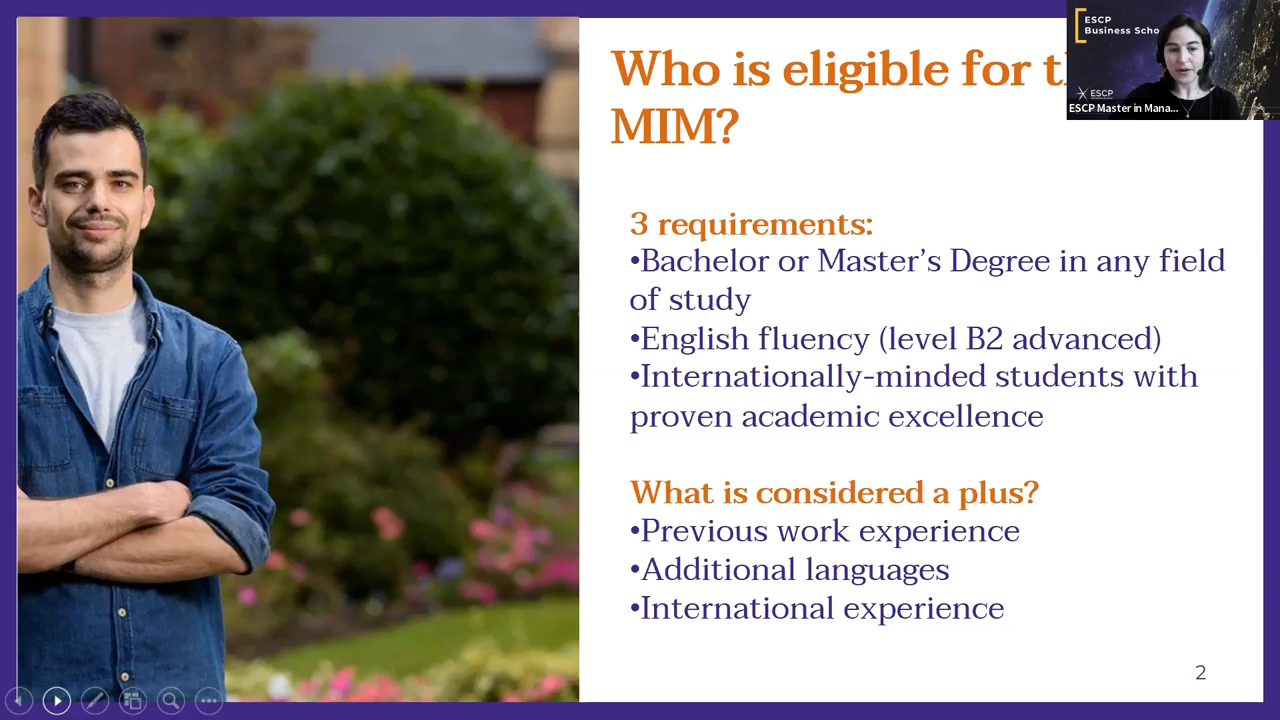 Who is eligible for t
MIM?
ESCP
Business Scho
ESCP
ESCP Master in Mana...
3 requirements:
•Bachelor or Master’s Degree in any field
of study
•English fluency (level B2 advanced)
•Internationally-minded students with
proven academic excellence
What is considered a plus?
•Previous work experience
•Additional languages
•International experience
2